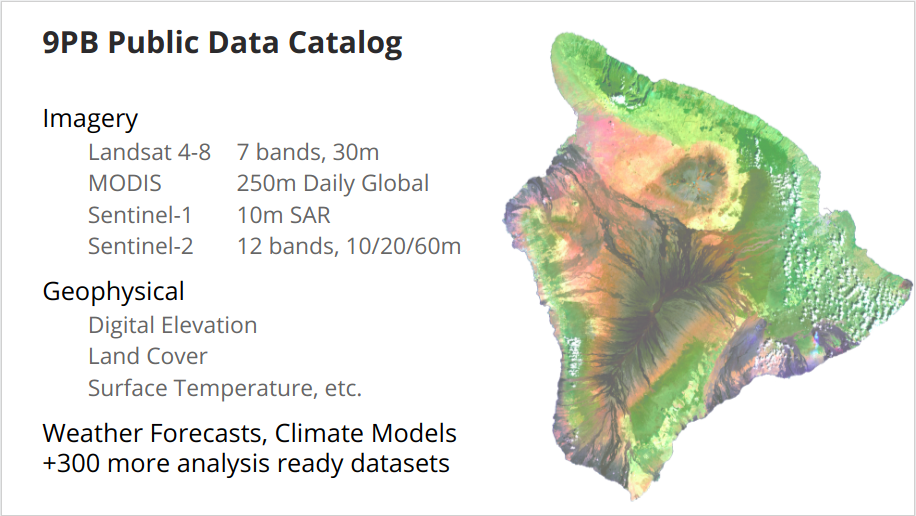 9PB Public Data Catalog
Imagery
Landsat 4-8 7 bands, 30m
MODIS 250m Daily Global
Sentinel-1 10m SAR
Sentinel-2 12 bands, 10/20/60m
Geophysical
Digital Elevation
Land Cover
Surface Temperature, etc.
Weather Forecasts, Climate Models
+300 more analysis ready datasets